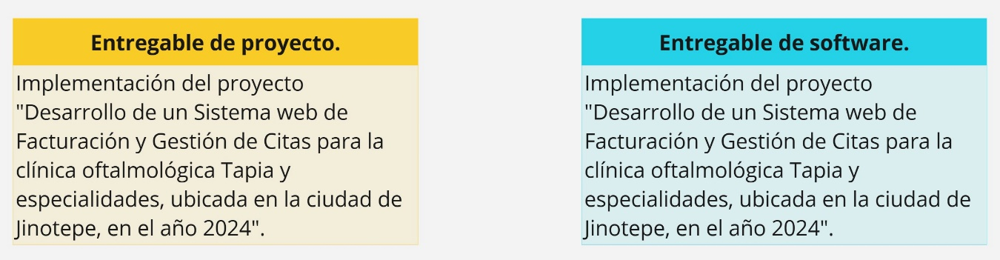 Entregable de proyecto.
Implementación del proyecto
"Desarrollo de un Sistema web de
Facturación y Gestión de Citas para la
clínica oftalmológica Tapia y
especialidades, ubicada en la ciudad de
Jinotepe, en el año 2024".
Entregable de software.
Implementación del proyecto
"Desarrollo de un Sistema web de
Facturación y Gestión de Citas para la
clínica oftalmológica Tapia y
especialidades, ubicada en la ciudad de
Jinotepe, en el año 2024".